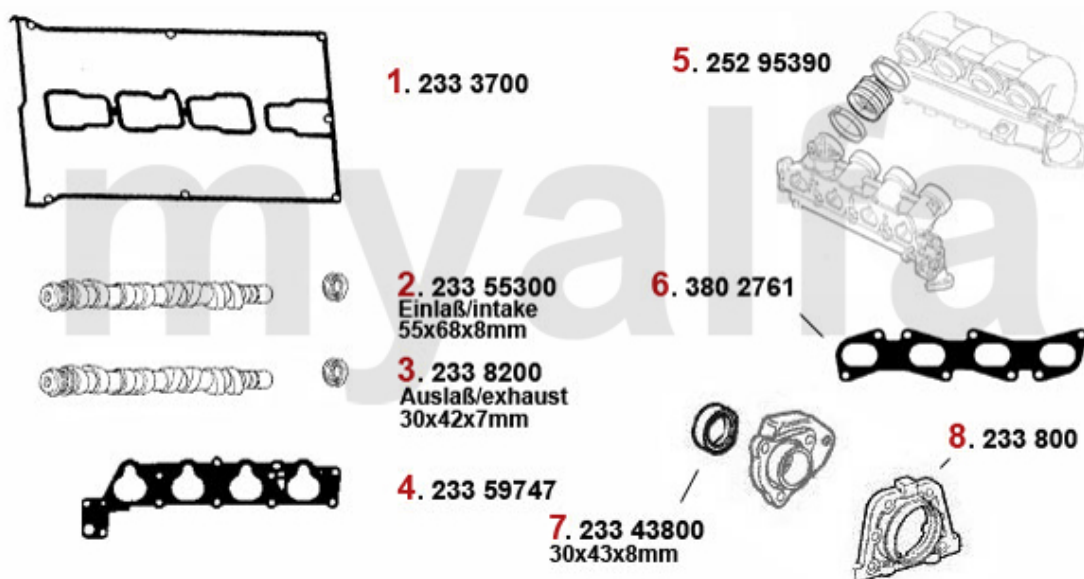 1. 233 3700
5. 252 95390
myalfa
2. 233 55300
Einlaß/intake
55x68x8mm
6. 380 2761
3. 233 8200
Auslaß/exhaust
30x42x7mm
8. 233 800
4. 233 59747
7. 233 43800
30x43x8mm